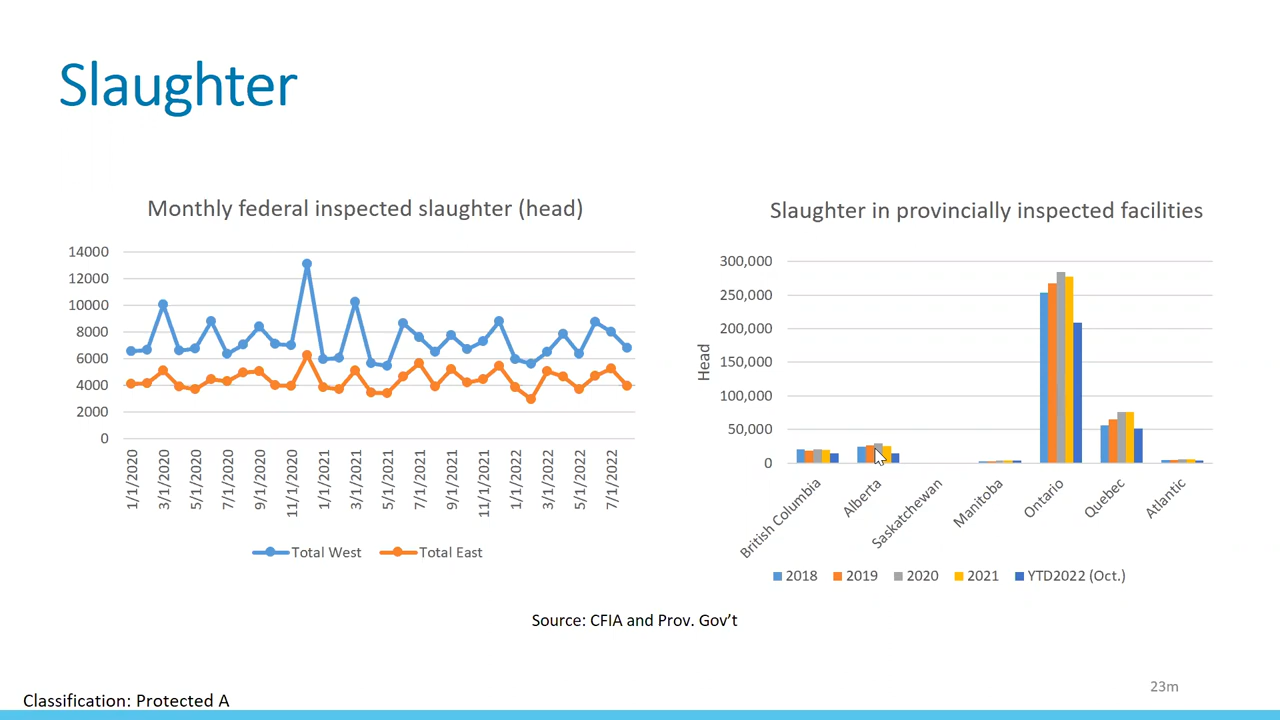 Slaughter
Monthly federal inspected slaughter (head)
14000
12000
10000
8000
6000
4000
2000
0
1/1/2020
3/1/2020
5/1/2020
7/1/2020
9/1/2020
11/1/2020
1/1/2021
3/1/2021
5/1/2021
7/1/2021
9/1/2021
11/1/2021
1/1/2022
3/1/2022
5/1/2022
7/1/2022
Total West
Total East
Slaughter in provincially inspected facilities
Head
300,000
250,000
200,000
150,000
100,000
50,000
0
British Columbia
Alberta
Saskatchewan
Manitoba
Ontario
Quebec
Atlantic
2018
2019
2020
2021
YTD2022 (Oct.)
Source: CFIA and Prov. Gov’t
23m
Classification: Protected A